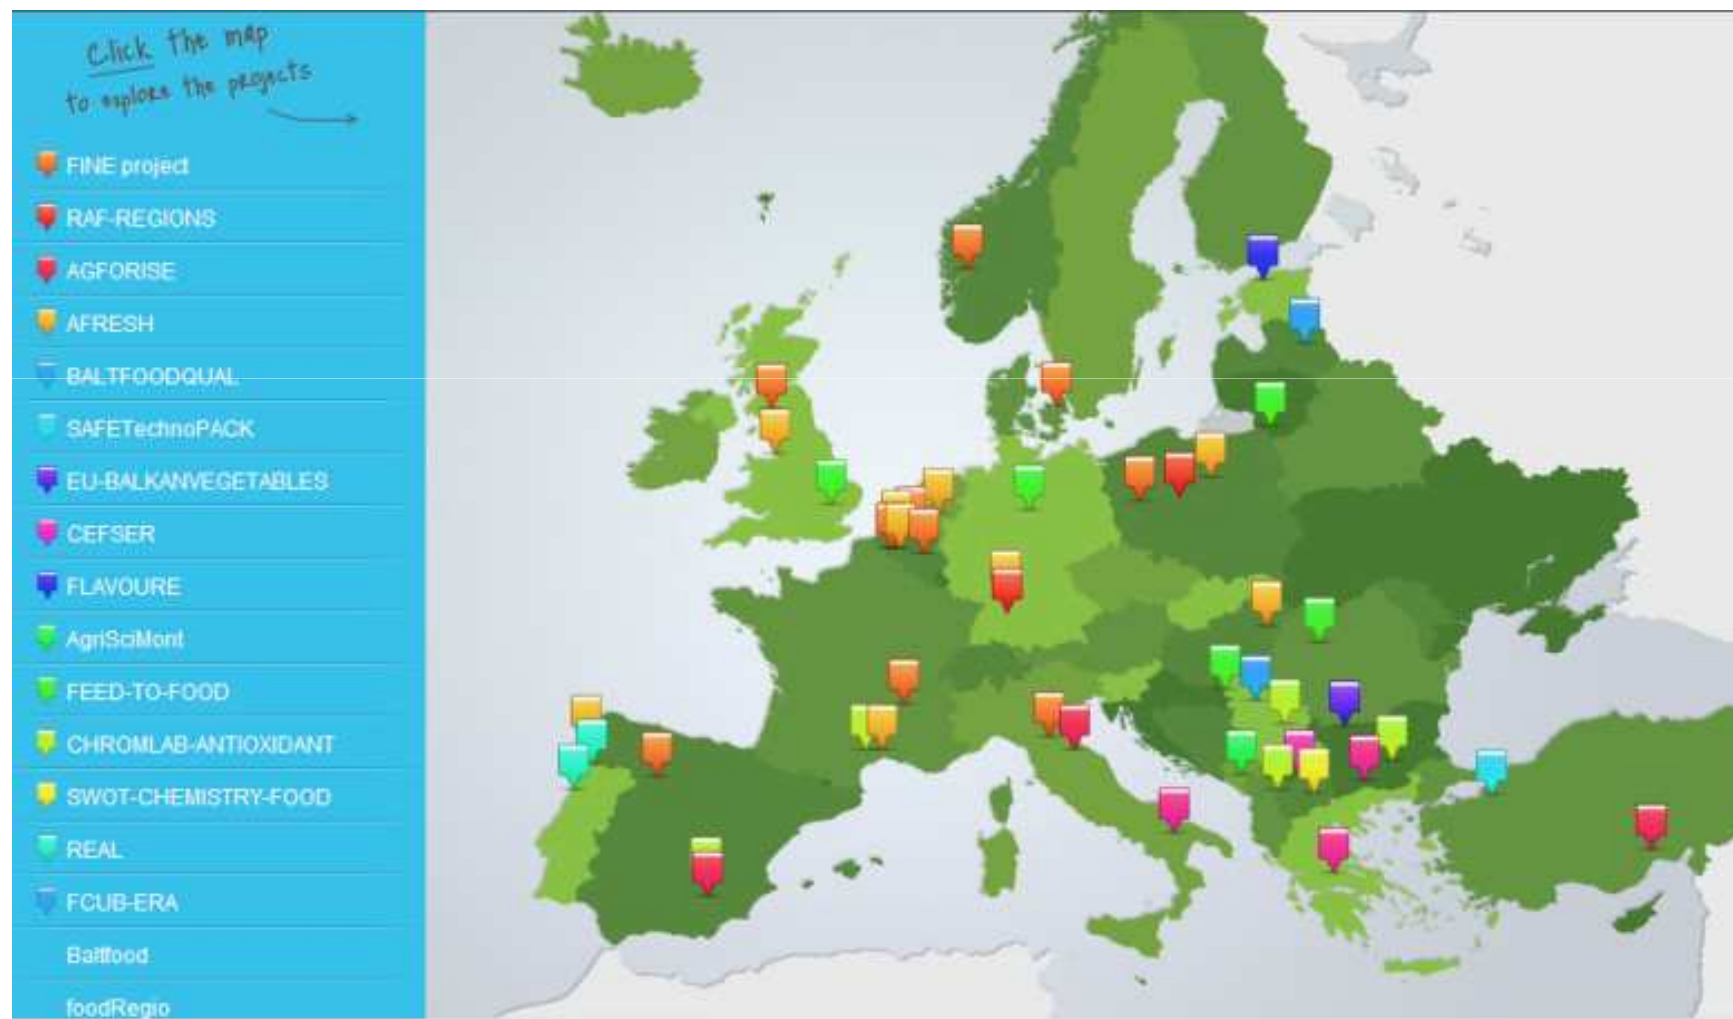 Click the map
to explore the projects
FINE project
RAF-REGIONS
AGFORISE
AFRESH
BALTFOODQUAL
SAFETechnoPACK
EU-BALKANVEGETABLES
CEFSER
FLAVOURE
AgriSciMont
FEED-TO-FOOD
CHROMLAB-ANTIOXIDANT
SWOT-CHEMISTRY-FOOD
REAL
FCUB-ERA
Baltfood
foodRegio